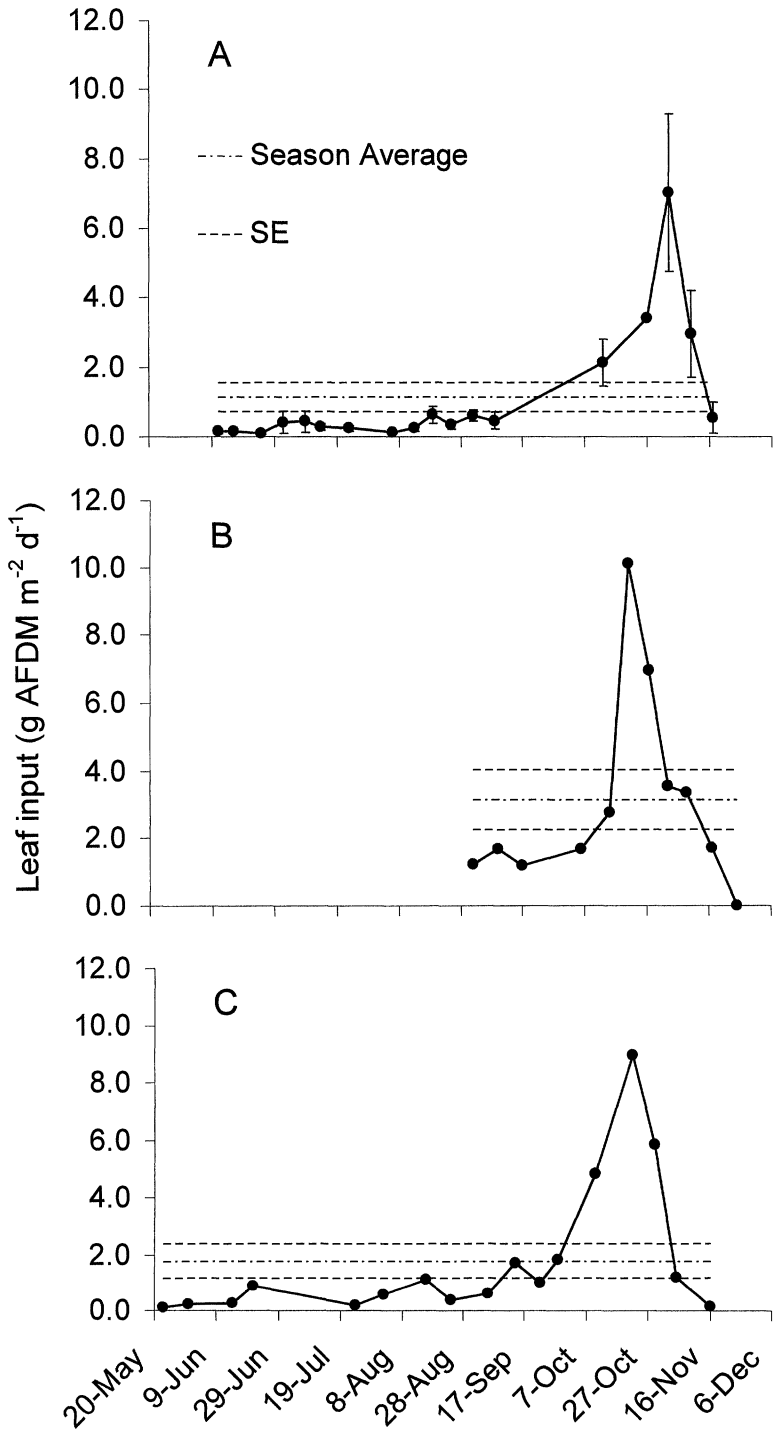 12.0
10.0
8.0
6.0
4.0
2.0
0.0
A
Season Average
SE
Leaf input (g AFDM m-2 d-1)
12.0
10.0
8.0
6.0
4.0
2.0
0.0
B
12.0
10.0
8.0
6.0
4.0
2.0
0.0
C
20-May
9-Jun
29-Jun
19-Jul
8-Aug
28-Aug
17-Sep
7-Oct
27-Oct
16-Nov
6-Dec